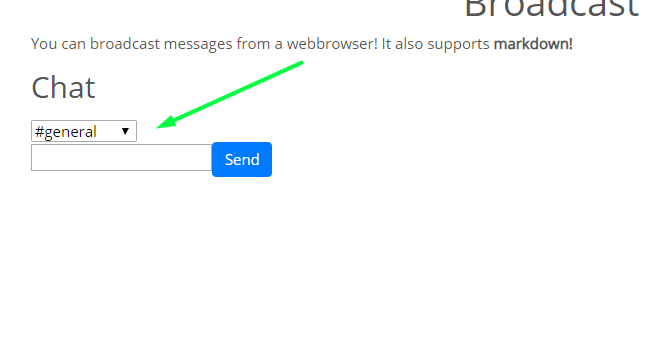 Broadcast
You can broadcast messages from a webbrowser! It also supports markdown!
Chat
#general
Send